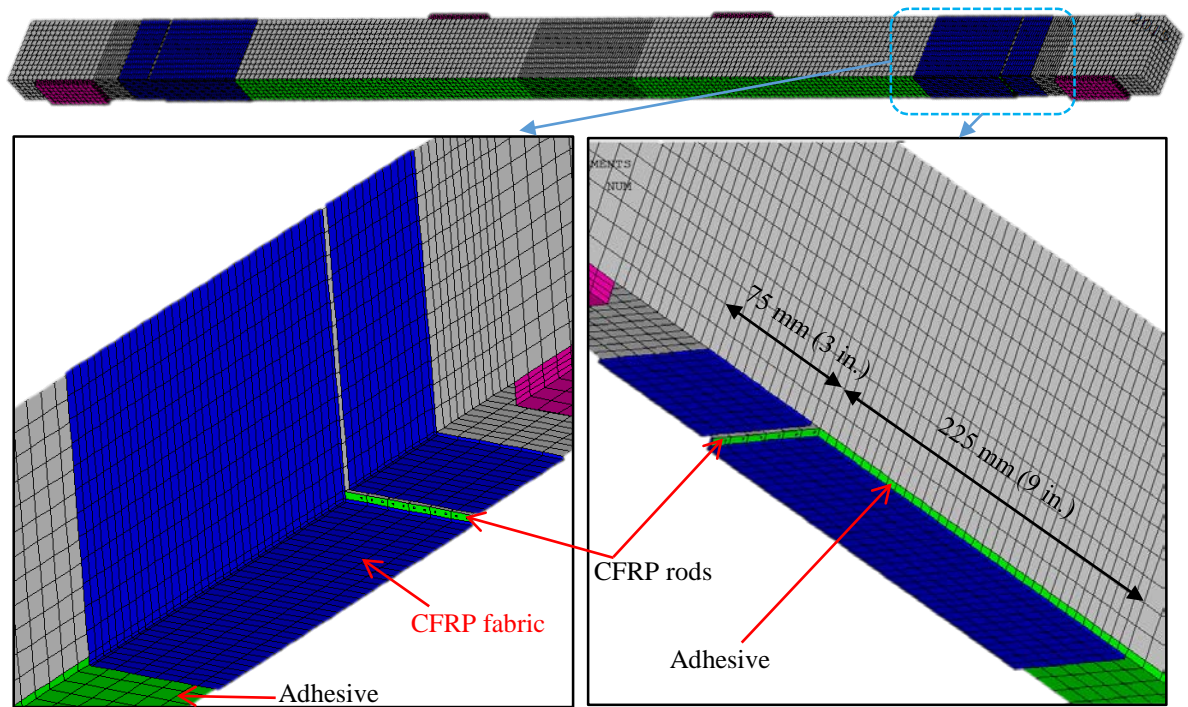 MENTS
NUM
75 mm (3 in.)
225 mm (9 in.)
CFRP rods
CFRP fabric
Adhesive
Adhesive